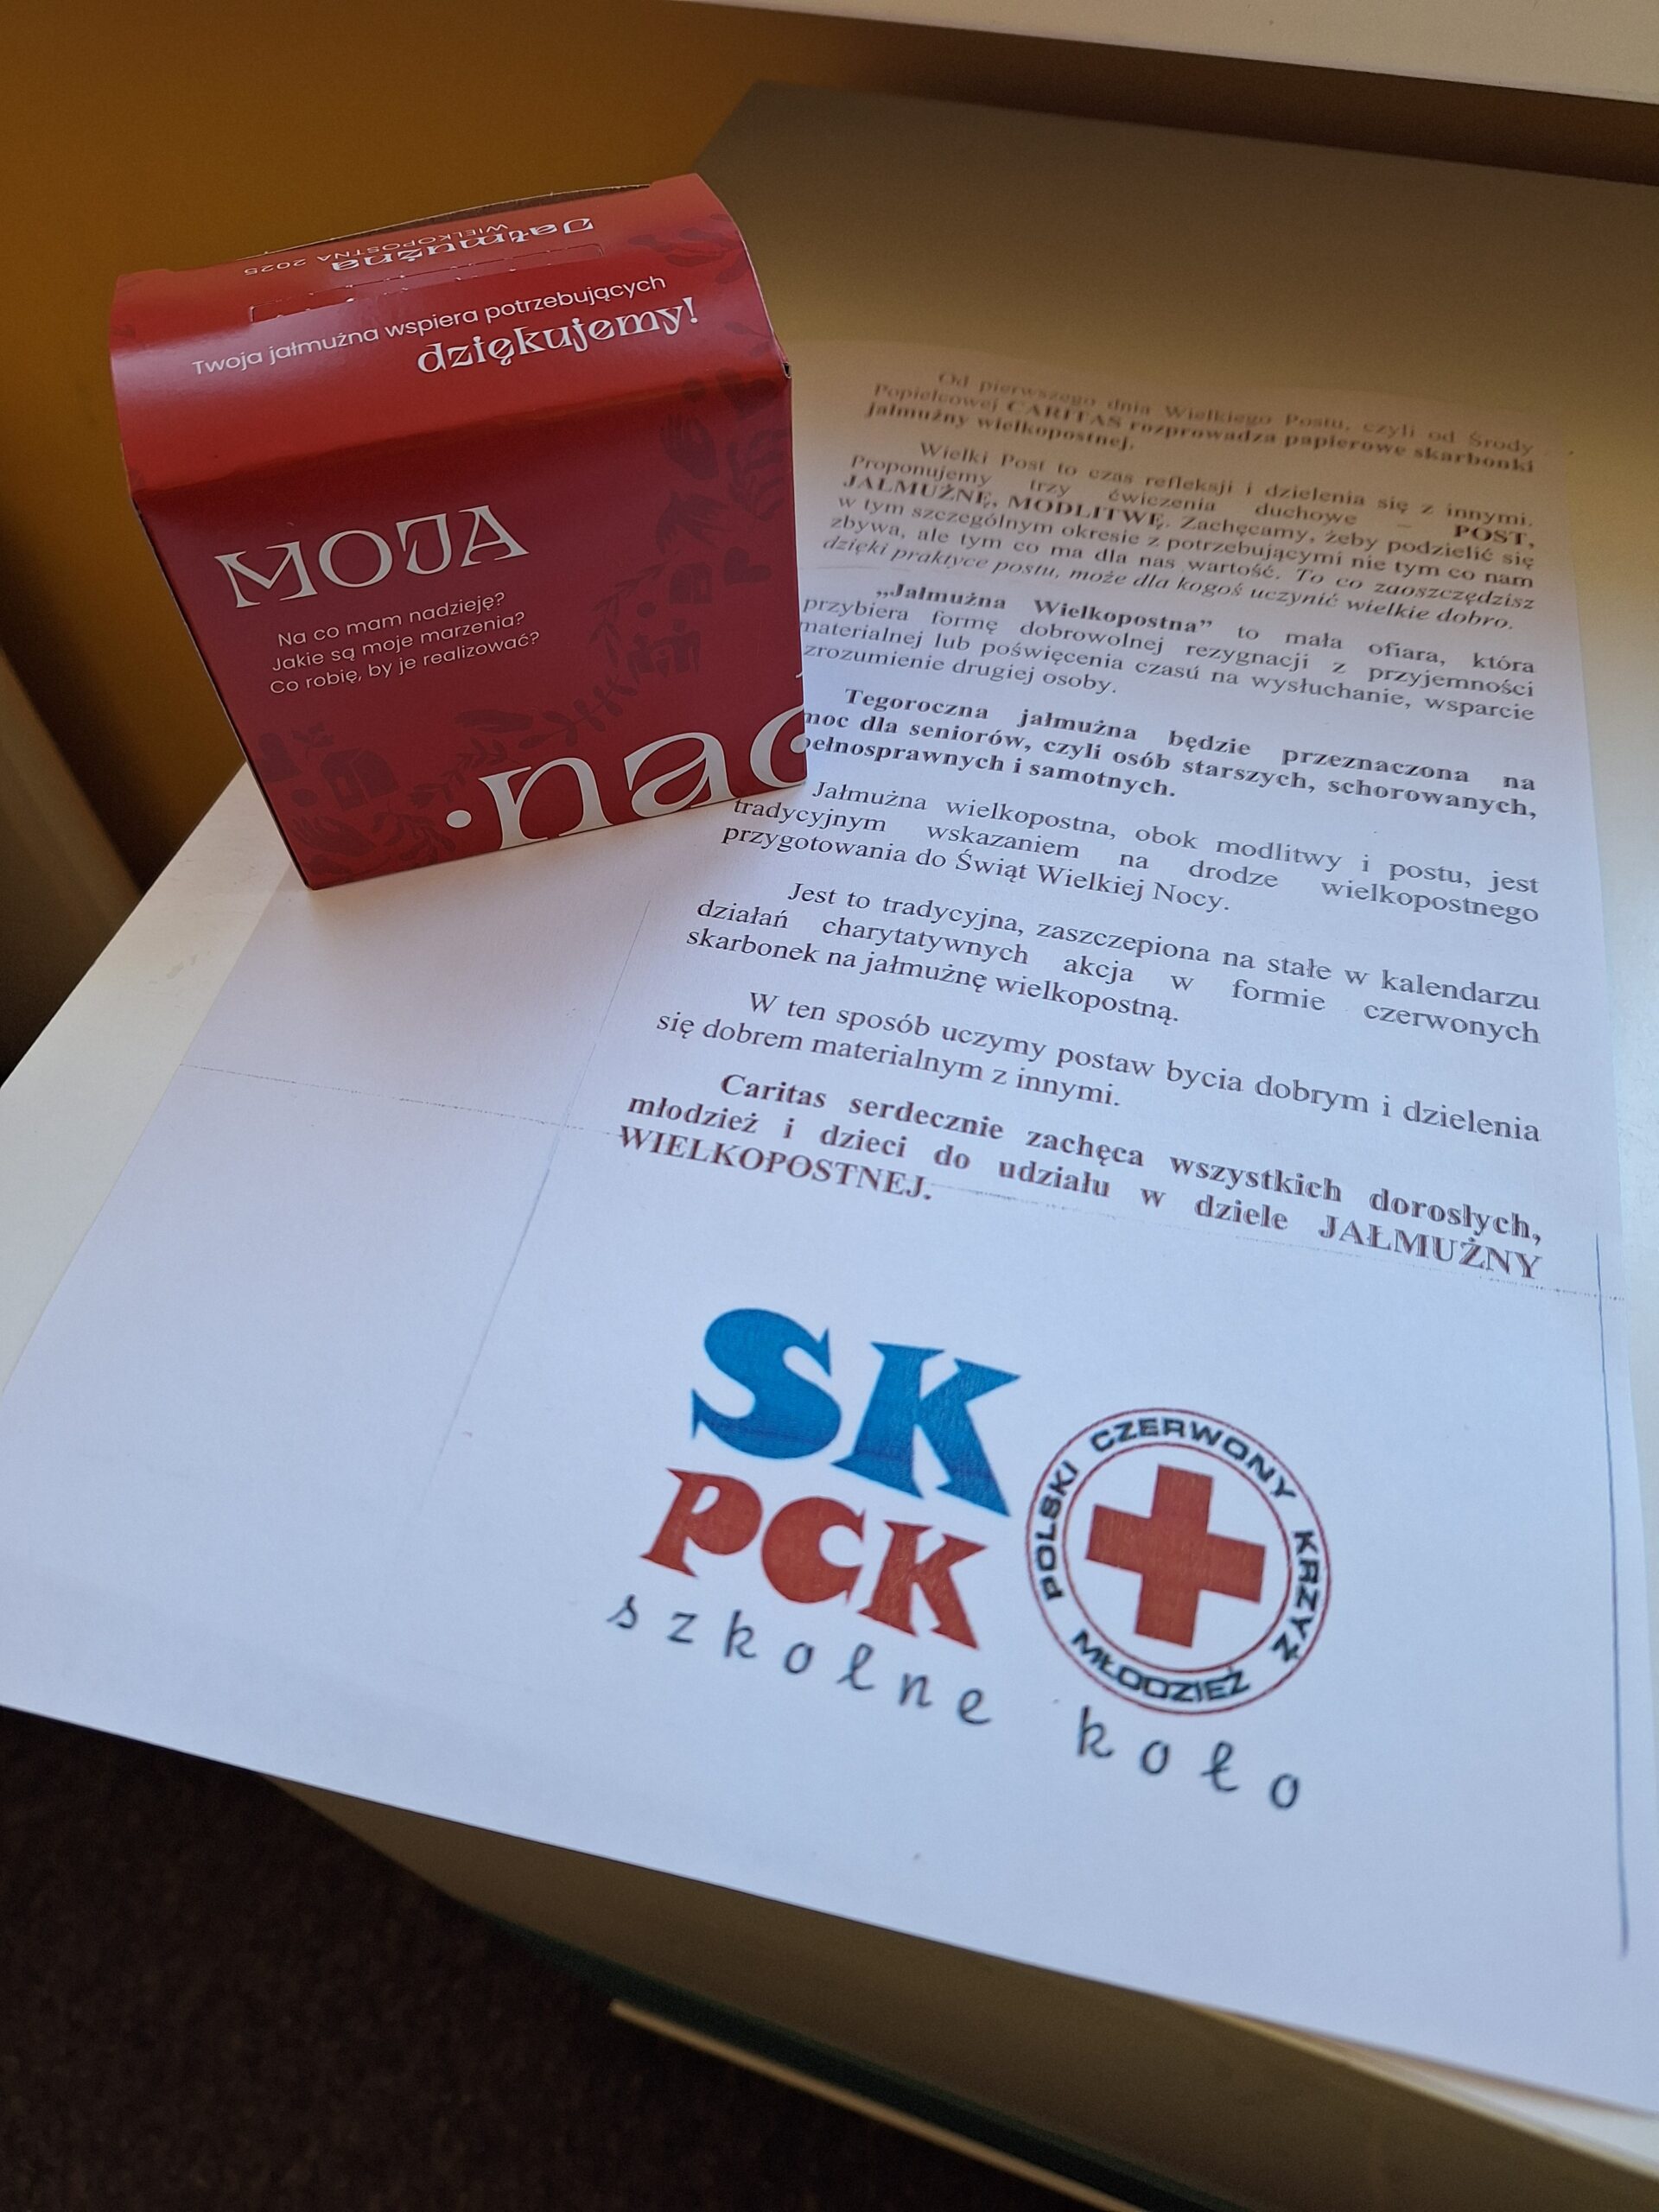 Jałmużna
WIELKOPOSTNA 2025
Twoja jałmużna wspiera potrzebujących
dziękujemy!
MOJA
Na co mam nadzieję?
Jakie są moje marzenia?
Co robię, by je realizować?
Od pierwszego dnia Wielkiego Postu, czyli od Środy
Popielcowej CARITAS rozprowadza papierowe skarbonki
jałmużny wielkopostnej.
Wielki Post to czas refleksji i dzielenia się z innymi.
Proponujemy trzy ćwiczenia duchowe – POST,
JAŁMUŻNĘ, MODLITWĘ. Zachęcamy, żeby podzielić się
w tym szczególnym okresie z potrzebującymi nie tym co nam
zbywa, ale tym co ma dla nas wartość. To co zaoszczędzisz
dzięki praktyce postu, może dla kogoś uczynić wielkie dobro.
„Jałmużna Wielkopostna” to mała ofiara, która
przybiera formę dobrowolnej rezygnacji z przyjemności
materialnej lub poświęcenia czasu na wysłuchanie, wsparcie
zrozumienie drugiej osoby.
Tegoroczna jałmużna będzie przeznaczona na
moc dla seniorów, czyli osób starszych, schorowanych,
pełnosprawnych i samotnych.
Jałmużna wielkopostna, obok modlitwy i postu, jest
tradycyjnym wskazaniem na drodze wielkopostnego
przygotowania do Świąt Wielkiej Nocy.
Jest to tradycyjna, zaszczepiona na stałe w kalendarzu
działań charytatywnych akcja w formie czerwonych
skarbonek na jałmużnę wielkopostną.
W ten sposób uczymy postaw bycia dobrym i dzielenia
się dobrem materialnym z innymi.
Caritas serdecznie zachęca wszystkich dorosłych,
młodzież i dzieci do udziału w dziele JAŁMUŻNY
WIELKOPOSTNEJ.
SK
PCK
szkolne koło
POLSKI CZERWONY KRZYŻ
MŁODZIEŻ